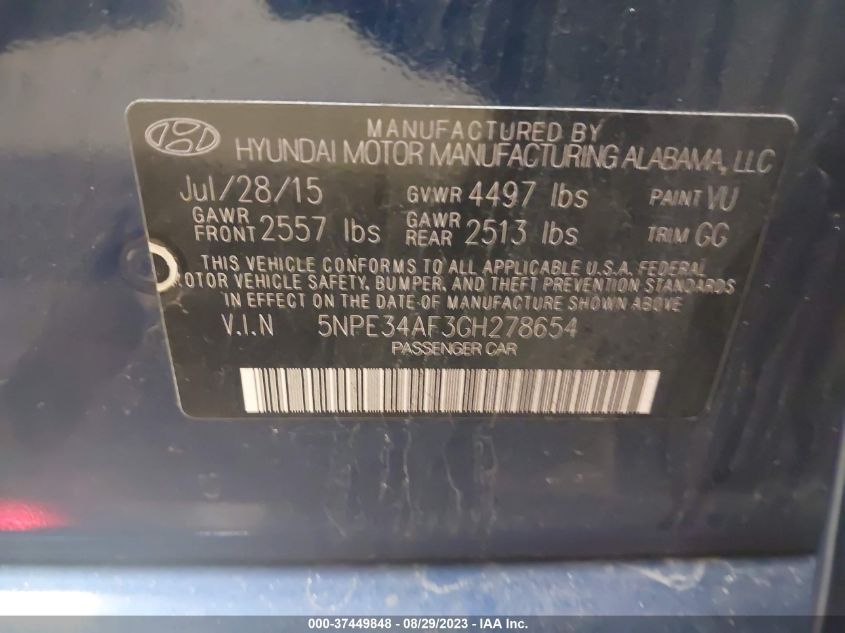 MANUFACTURED BY
HYUNDAI MOTOR MANUFACTURING ALABAMA, LLC
Jul/28/15 GVWR 4497 lbs PAINT VU
GAWR FRONT 2557 lbs GAWR REAR 2513 lbs TRIM GG
THIS VEHICLE CONFORMS TO ALL APPLICABLE U.S.A. FEDERAL
MOTOR VEHICLE SAFETY, BUMPER, AND THEFT PREVENTION STANDARDS
IN EFFECT ON THE DATE OF MANUFACTURE SHOWN ABOVE.
V.I.N 5NPE34AF3GH278654
PASSENGER CAR
000-37449848 - 08/29/2023 - IAA Inc.